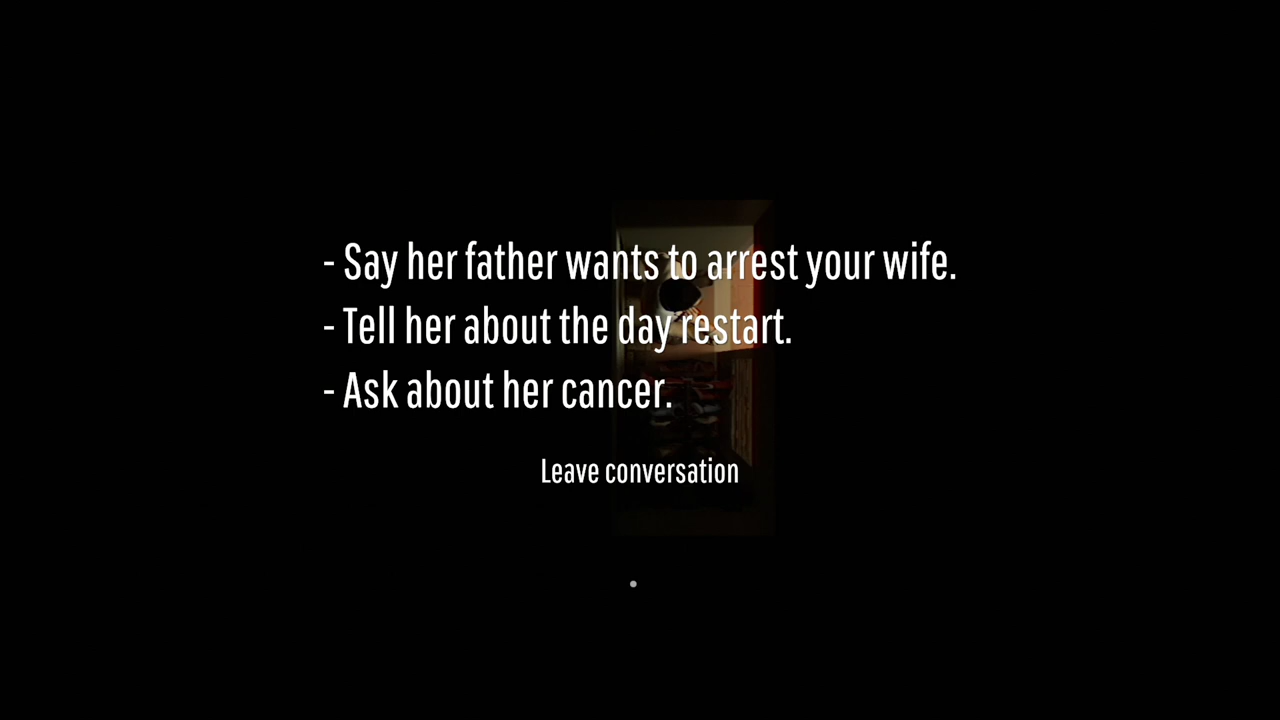 - Say her father wants to arrest your wife.
- Tell her about the day restart.
- Ask about her cancer.
Leave conversation